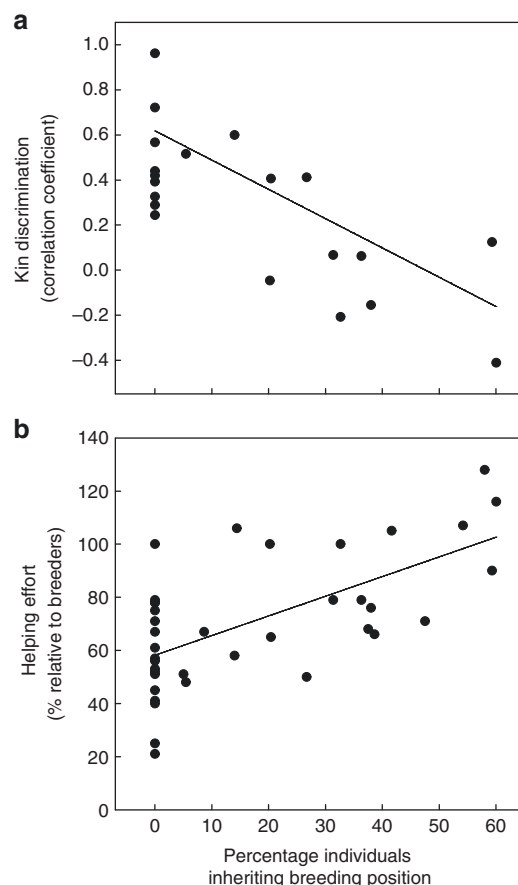 a
1.0
0.8
0.6
0.4
0.2
0.0
−0.2
−0.4
Kin discrimination
(correlation coefficient)
b
140
120
100
80
60
40
20
0
Helping effort
(% relative to breeders)
0 10 20 30 40 50 60
Percentage individuals
inheriting breeding position